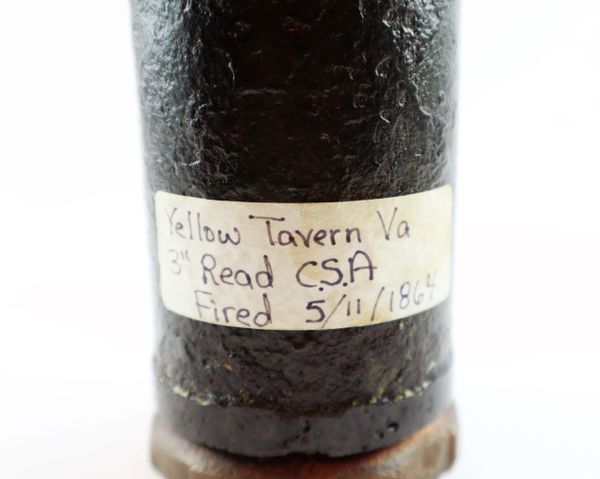 Yellow Tavern Va
3" Read C.S.A
Fired 5/11/1864